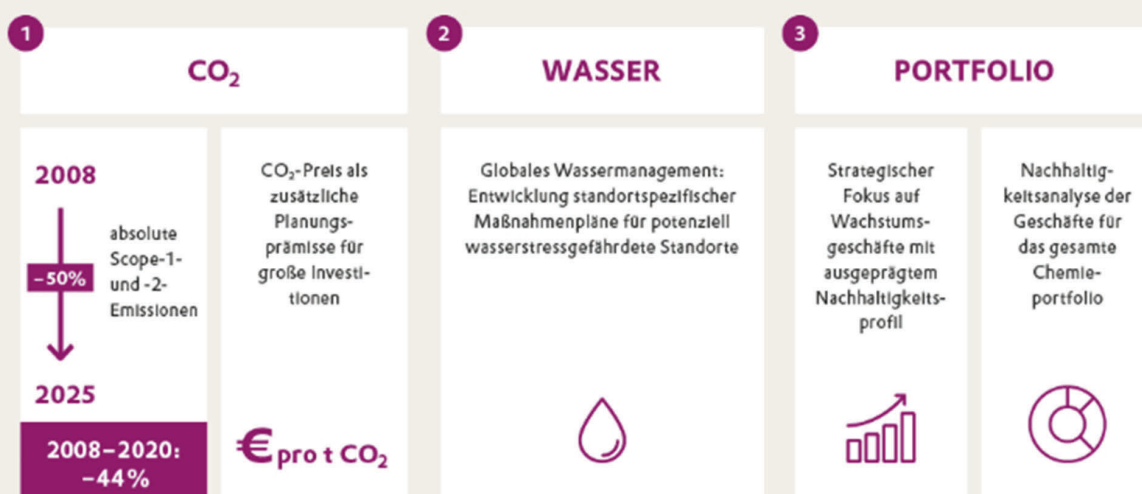 1
CO₂
2008
–50%
absolute
Scope-1-
und -2-
Emissionen
2025
2008–2020:
–44%
CO₂-Preis als
zusätzliche
Planungs-
prämisse für
große Investi-
tionen
€ pro t CO₂
2
WASSER
Globales Wassermanagement:
Entwicklung standortspezifischer
Maßnahmenpläne für potenziell
wasserstressgefährdete Standorte
3
PORTFOLIO
Strategischer
Fokus auf
Wachstums-
geschäfte mit
ausgeprägtem
Nachhaltigkeits-
profil
Nachhaltig-
keitsanalyse der
Geschäfte für
das gesamte
Chemie-
portfolio